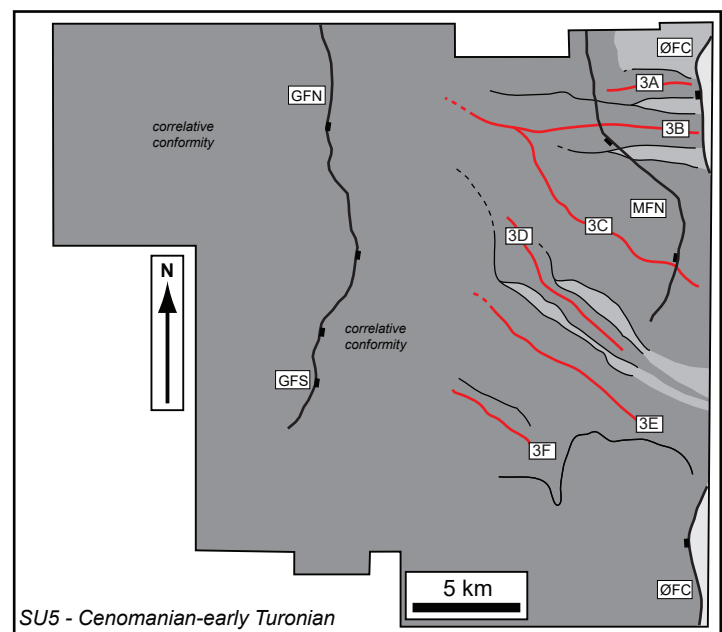 ØFC
GFN
3A
correlative
conformity
3B
MFN
3C
3D
N
correlative
conformity
GFS
3E
3F
5 km
ØFC
SU5 - Cenomanian-early Turonian